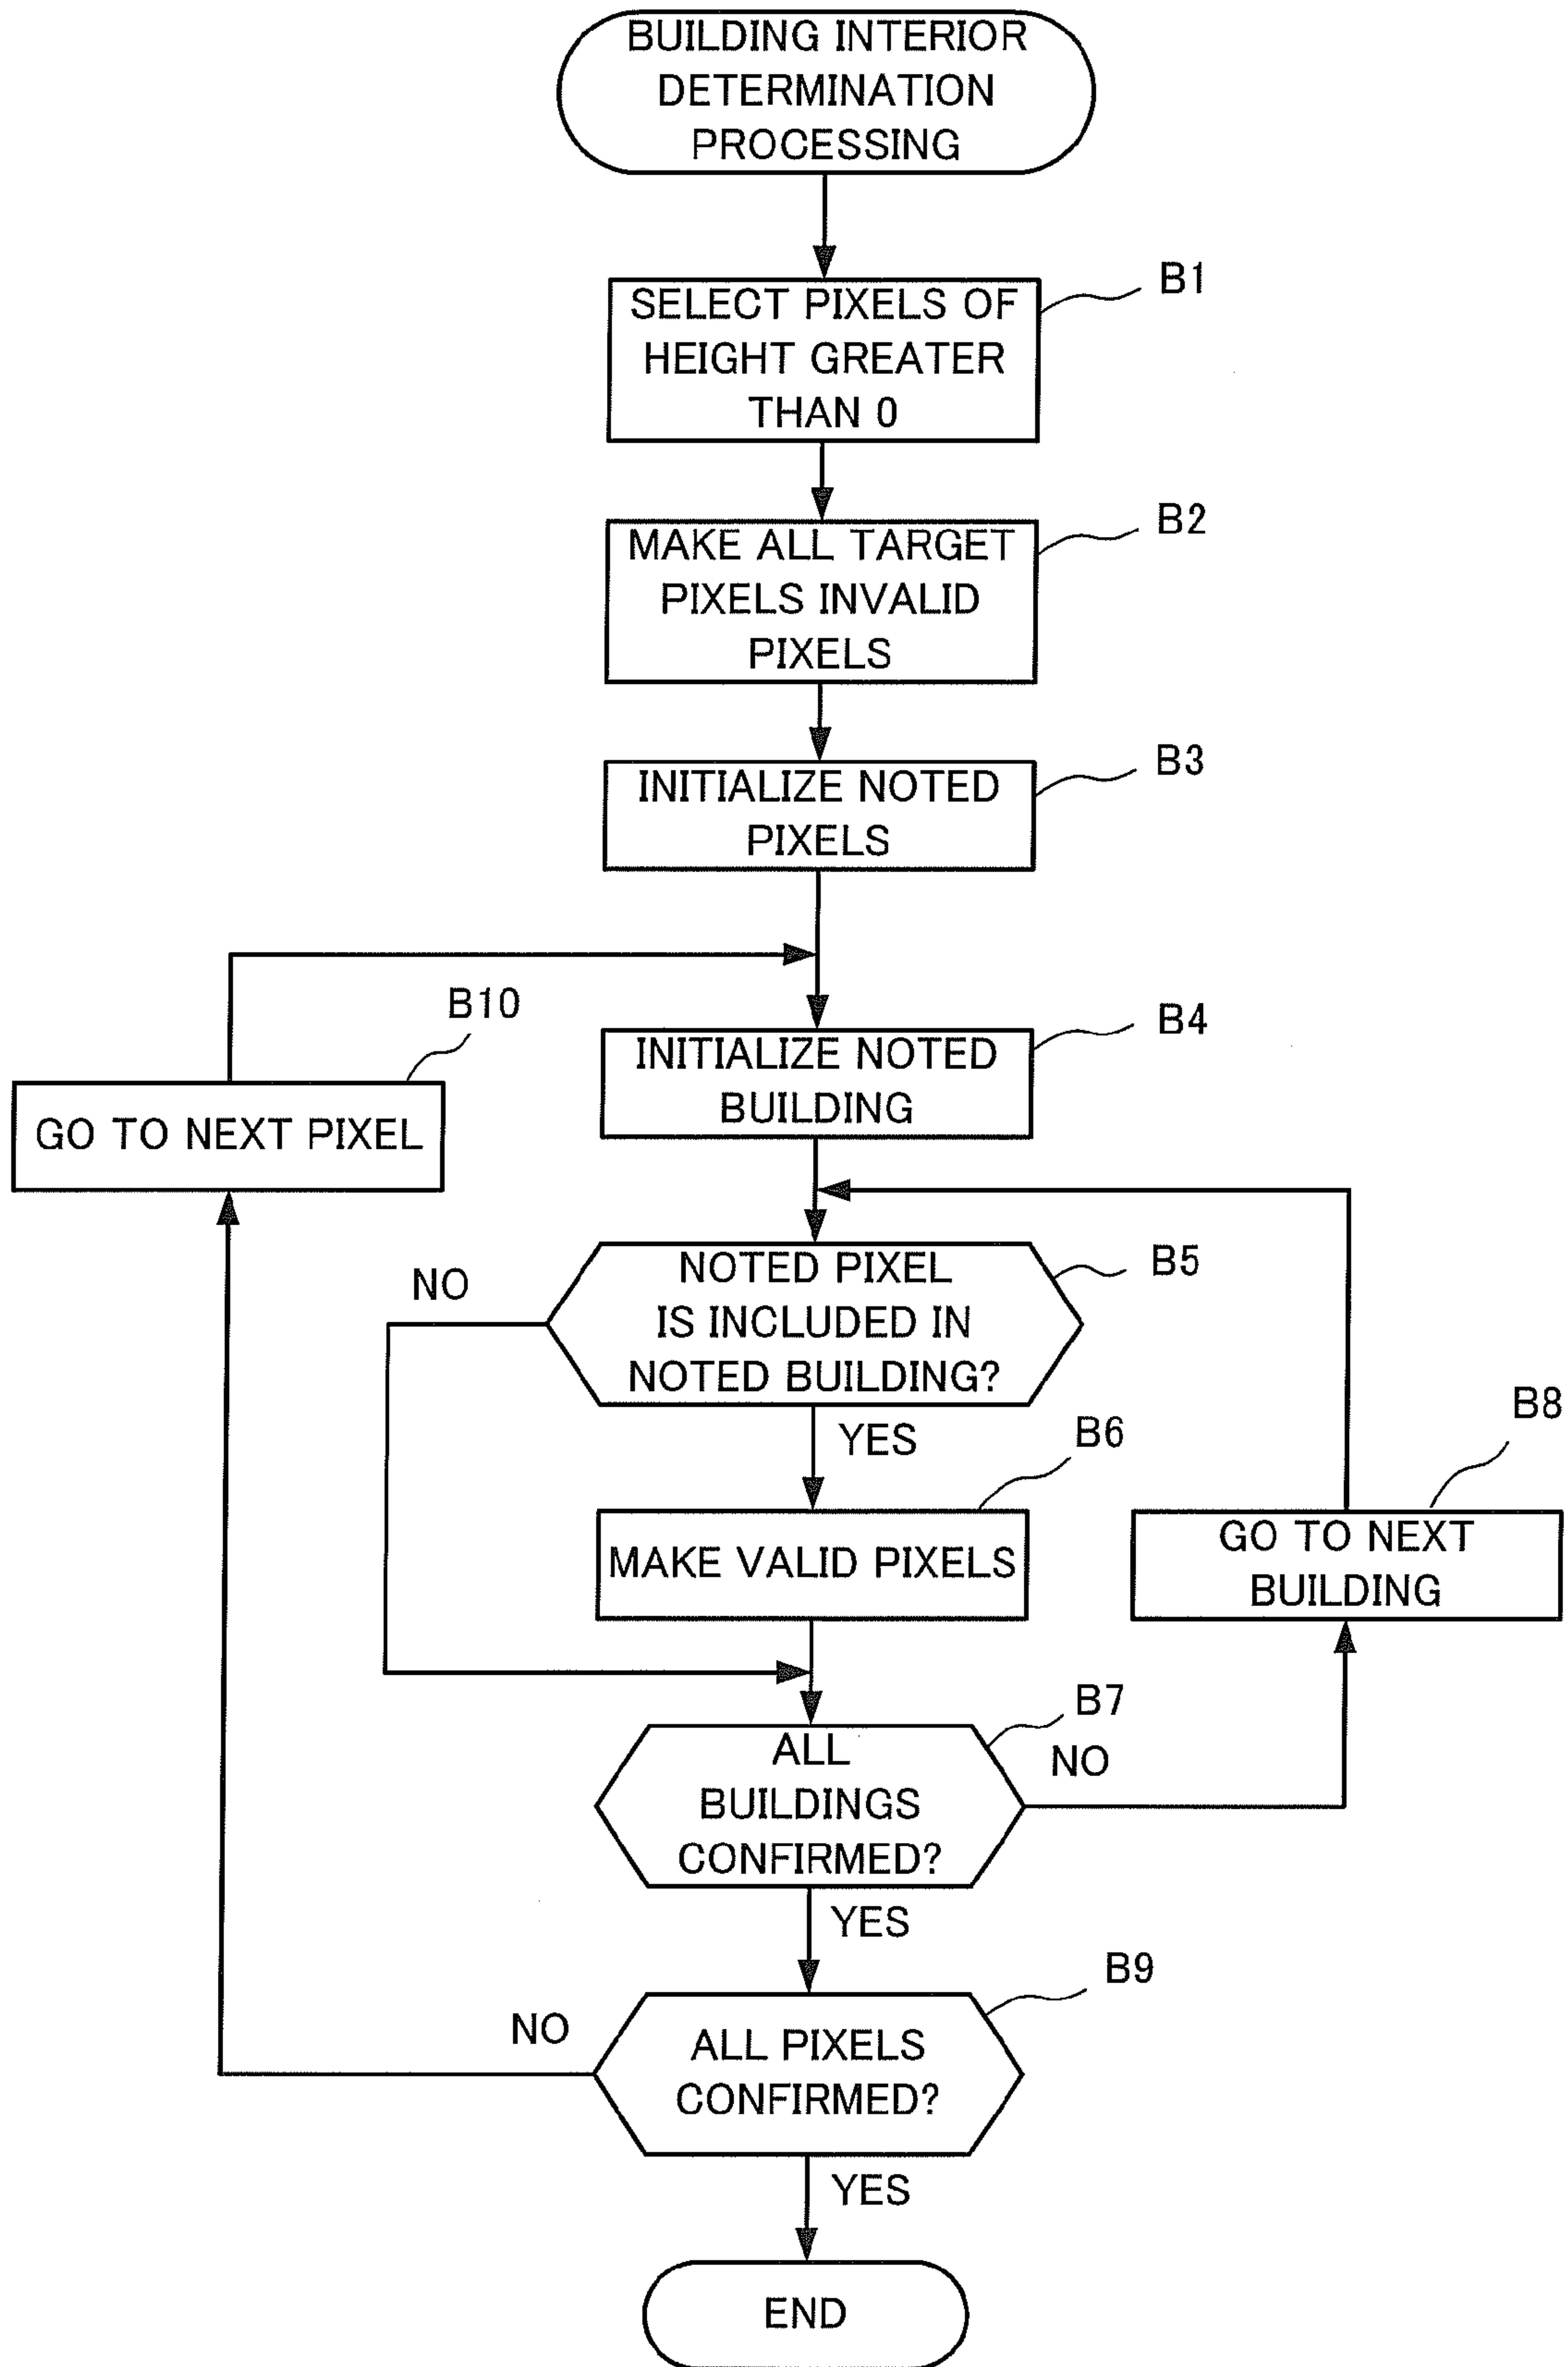 BUILDING INTERIOR
DETERMINATION
PROCESSING
B1
SELECT PIXELS OF
HEIGHT GREATER
THAN 0
B2
MAKE ALL TARGET
PIXELS INVALID
PIXELS
B3
INITIALIZE NOTED
PIXELS
B10
GO TO NEXT PIXEL
B4
INITIALIZE NOTED
BUILDING
NO
B5
NOTED PIXEL
IS INCLUDED IN
NOTED BUILDING?
YES
B6
MAKE VALID PIXELS
B8
GO TO NEXT
BUILDING
B7
ALL
BUILDINGS
CONFIRMED?
NO
YES
B9
NO
ALL PIXELS
CONFIRMED?
YES
END